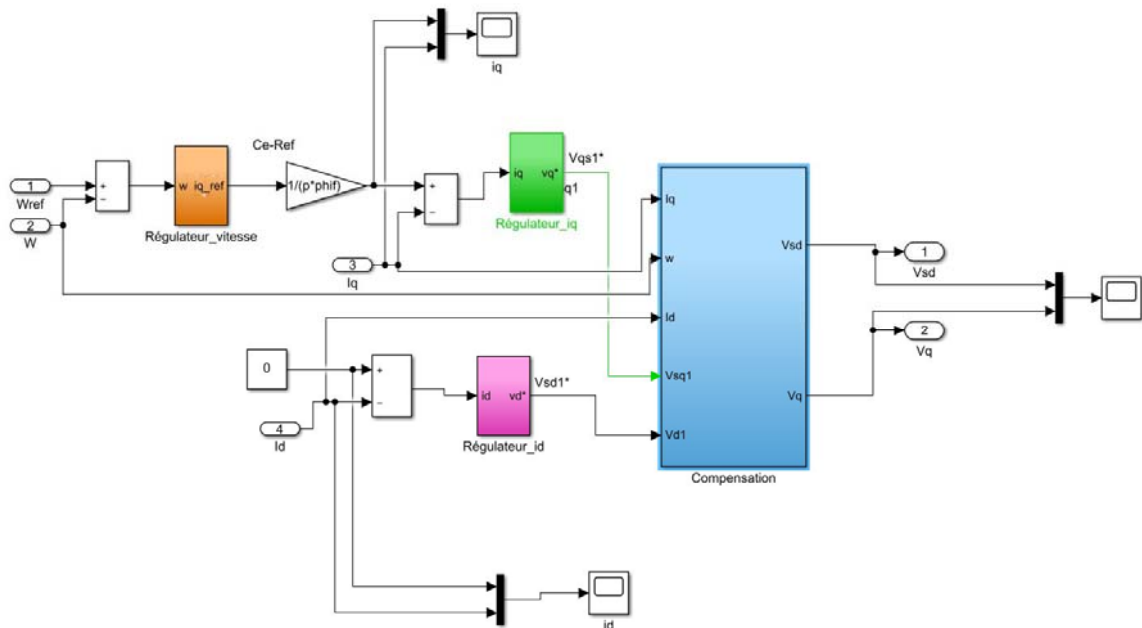 iq
Ce-Ref
1
Wref
2
W
+
−
w iq_ref
Régulateur_vitesse
1/(p*phif)
+
−
3
Iq
iq vq*
Vqs1*
q1
Régulateur_iq
Iq
w
Id
Vsq1
Vd1
Vsd
Vq
Compensation
1
Vsd
2
Vq
0
4
Id
+
−
id vd*
Vsd1*
Régulateur_id
id